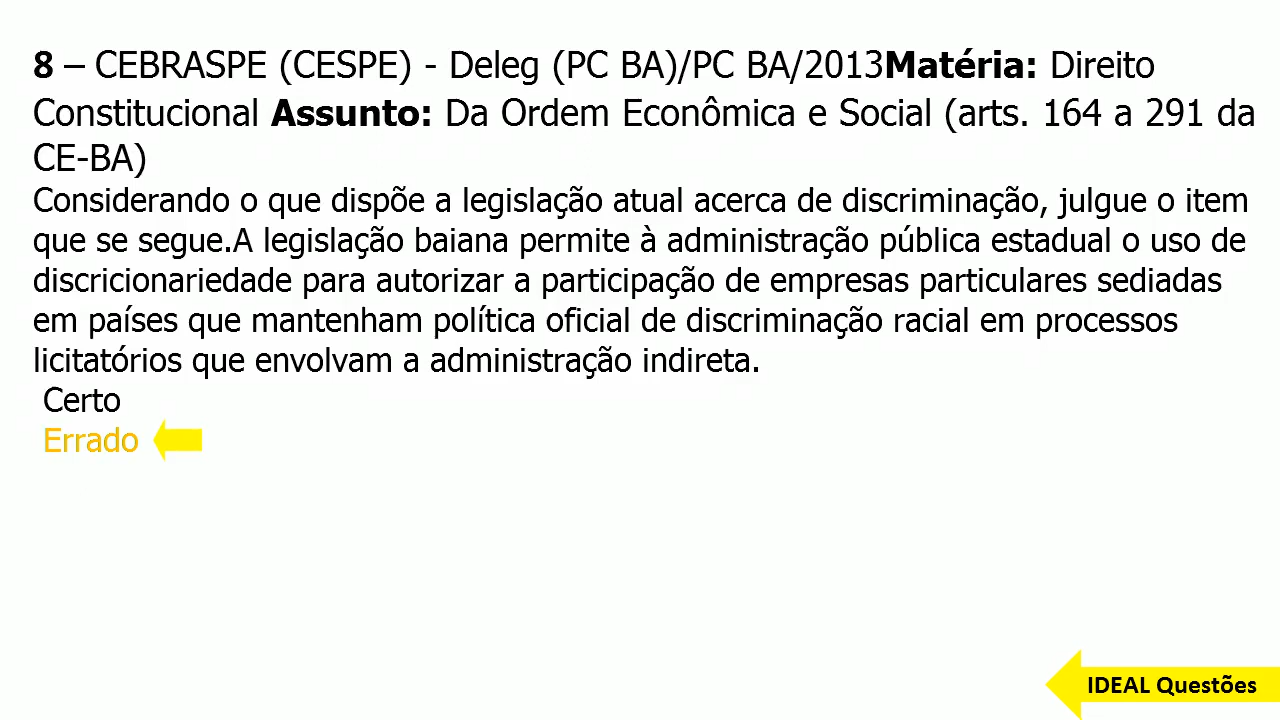 8 – CEBRASPE (CESPE) - Deleg (PC BA)/PC BA/2013Matéria: Direito
Constitucional Assunto: Da Ordem Econômica e Social (arts. 164 a 291 da
CE-BA)
Considerando o que dispõe a legislação atual acerca de discriminação, julgue o item
que se segue.A legislação baiana permite à administração pública estadual o uso de
discricionariedade para autorizar a participação de empresas particulares sediadas
em países que mantenham política oficial de discriminação racial em processos
licitatórios que envolvam a administração indireta.
Certo
Errado
IDEAL Questões